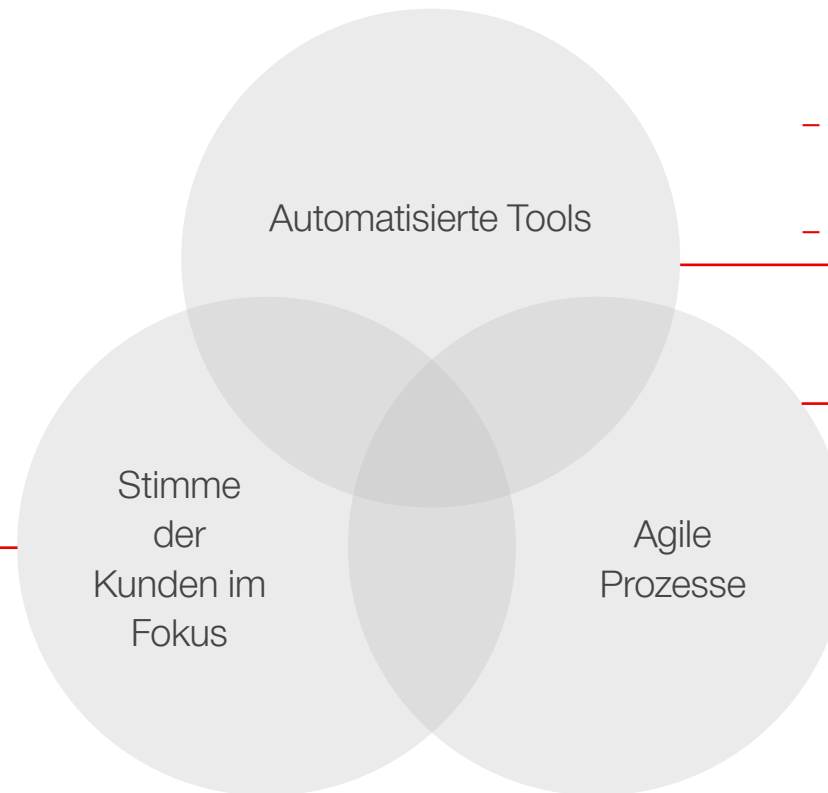 Automatisierte Tools
Stimme
der
Kunden im
Fokus
Agile
Prozesse